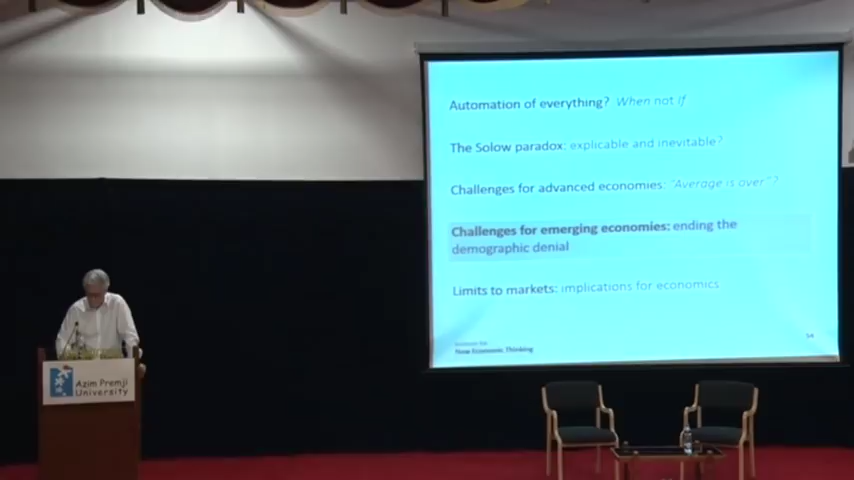 Automation of everything? When not if
The Solow paradox: explicable and inevitable?
Challenges for advanced economies: "Average is over"?
Challenges for emerging economies: ending the
demographic denial
Limits to markets: implications for economics
New Economic Thinking
54
Azim Premji
University